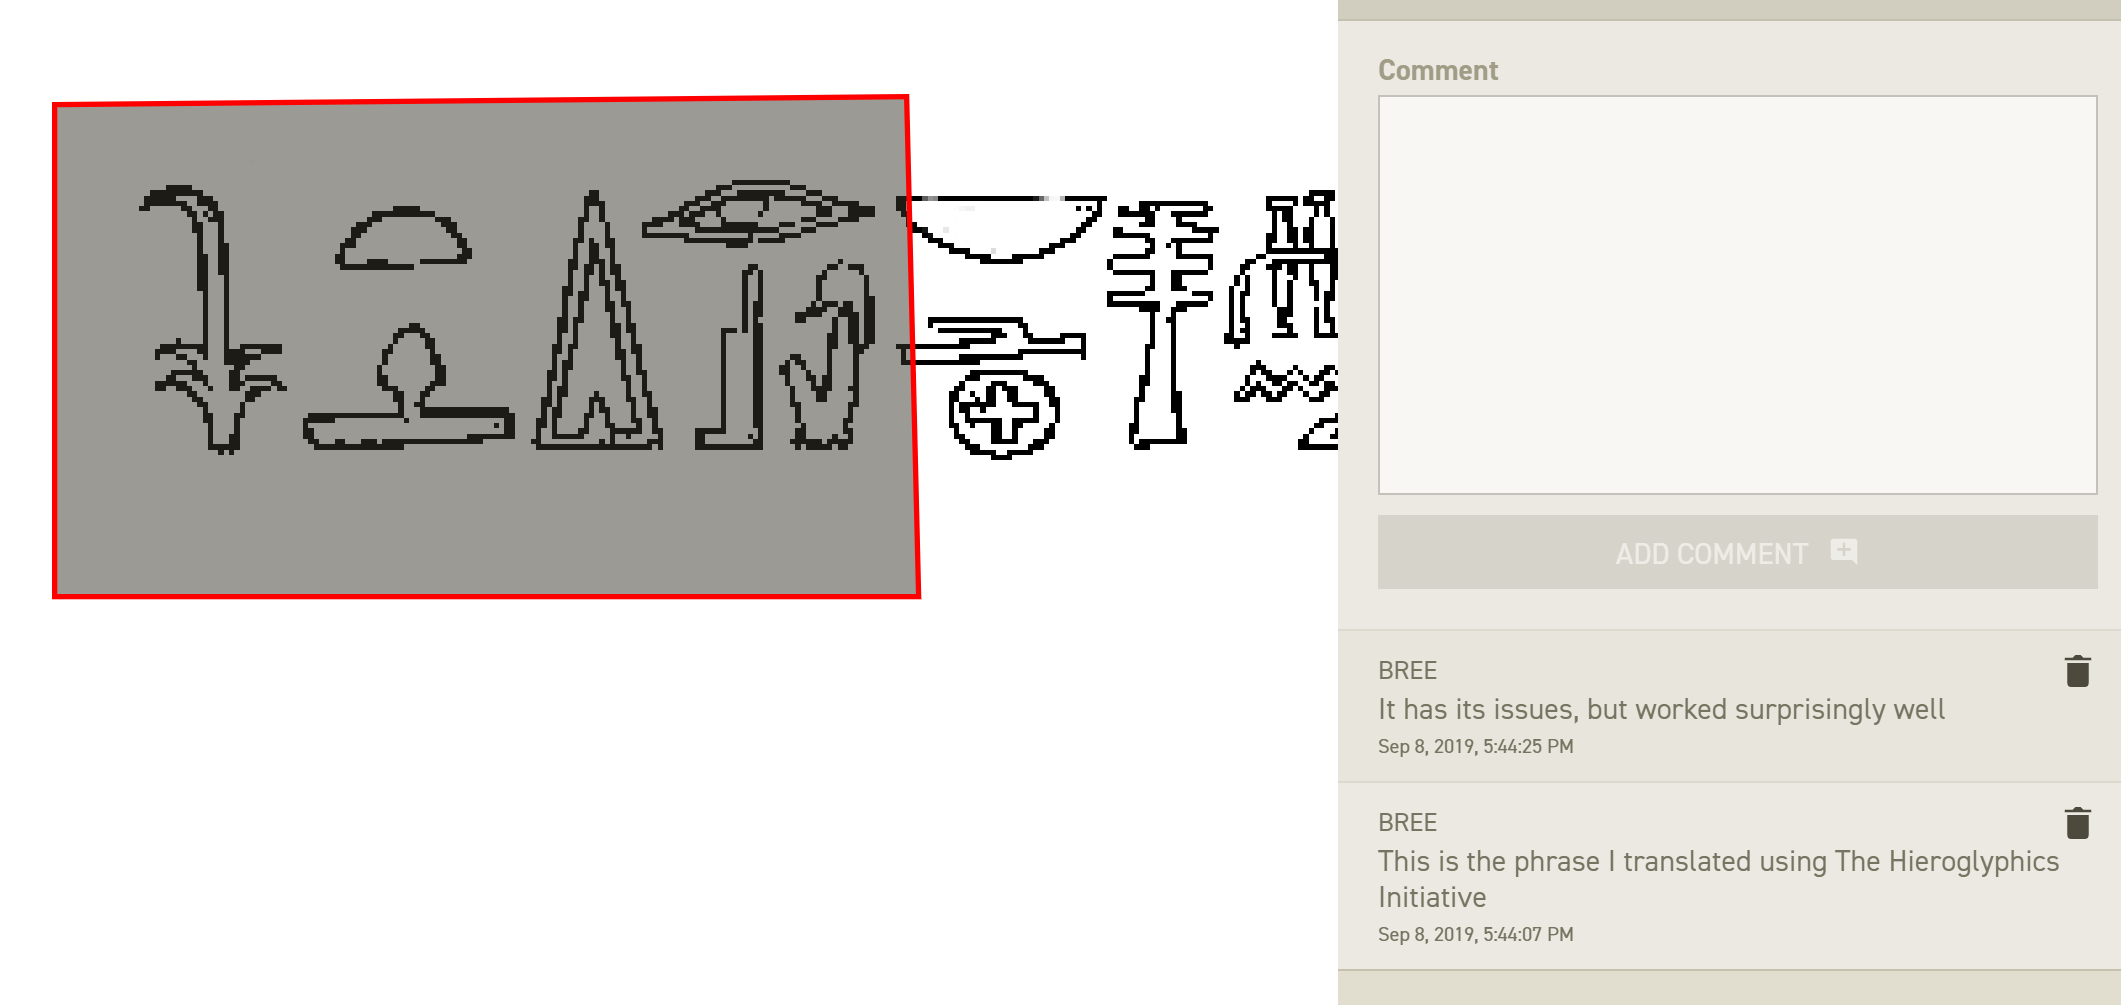 𓇓𓏏𓊵𓏙𓁹𓊨𓀭𓎟𓂧𓊖𓊽𓏃𓈖𓏏
Comment
ADD COMMENT
BREE
It has its issues, but worked surprisingly well
Sep 8, 2019, 5:44:25 PM
BREE
This is the phrase I translated using The Hieroglyphics
Initiative
Sep 8, 2019, 5:44:07 PM